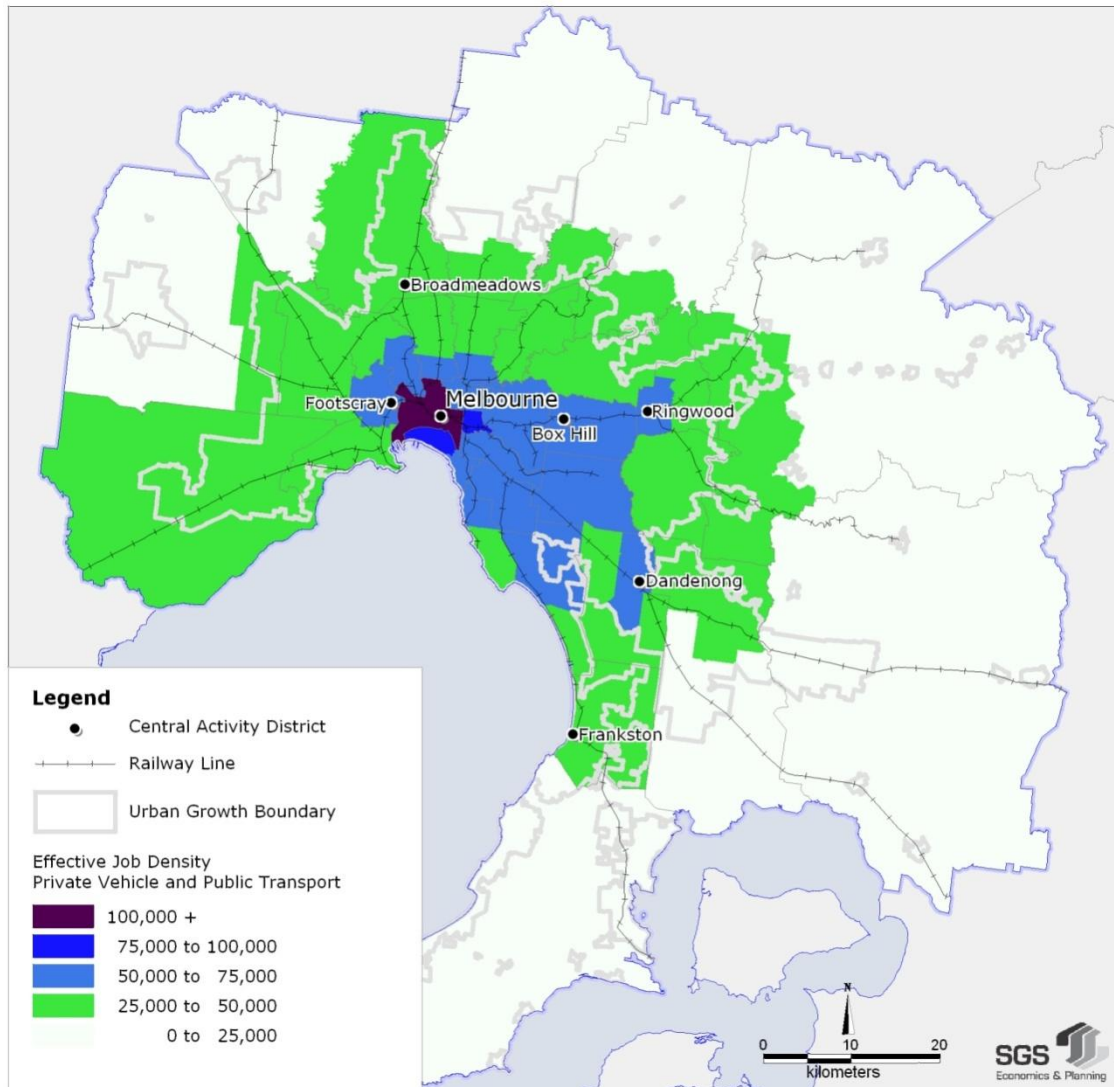 Broadmeadows
Footscray
Melbourne
Ringwood
Box Hill
Dandenong
Frankston
Legend
Central Activity District
Railway Line
Urban Growth Boundary
Effective Job Density
Private Vehicle and Public Transport
100,000 +
75,000 to 100,000
50,000 to 75,000
25,000 to 50,000
0 to 25,000
N
0 10 20
kilometers
SGS
Economics & Planning